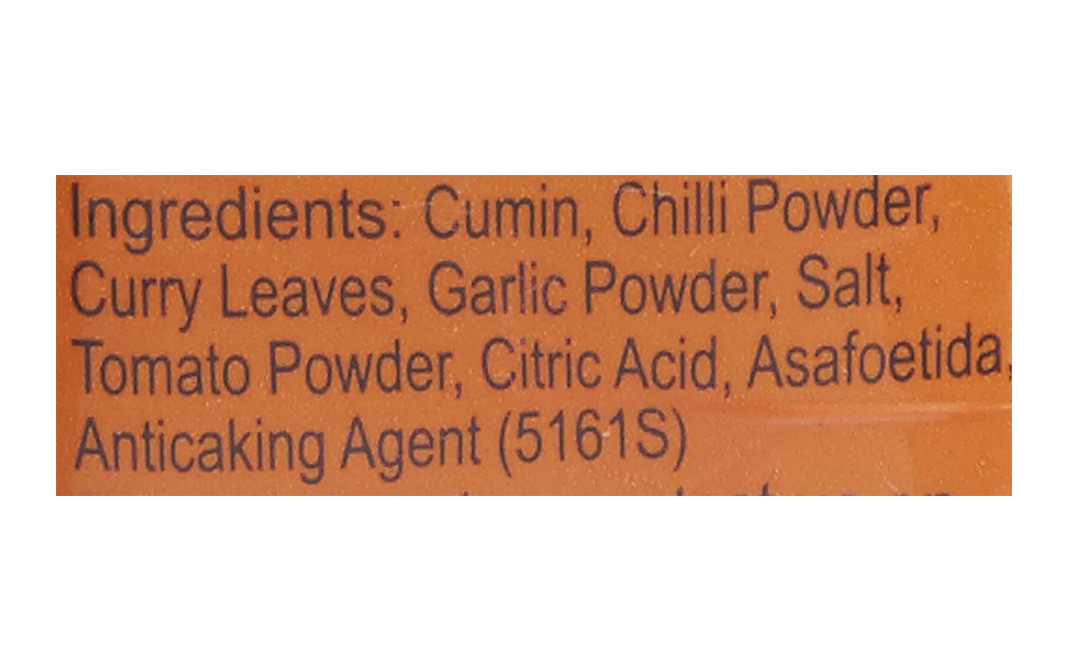 Ingredients: Cumin, Chilli Powder,
Curry Leaves, Garlic Powder, Salt,
Tomato Powder, Citric Acid, Asafoetida,
Anticaking Agent (5161S)